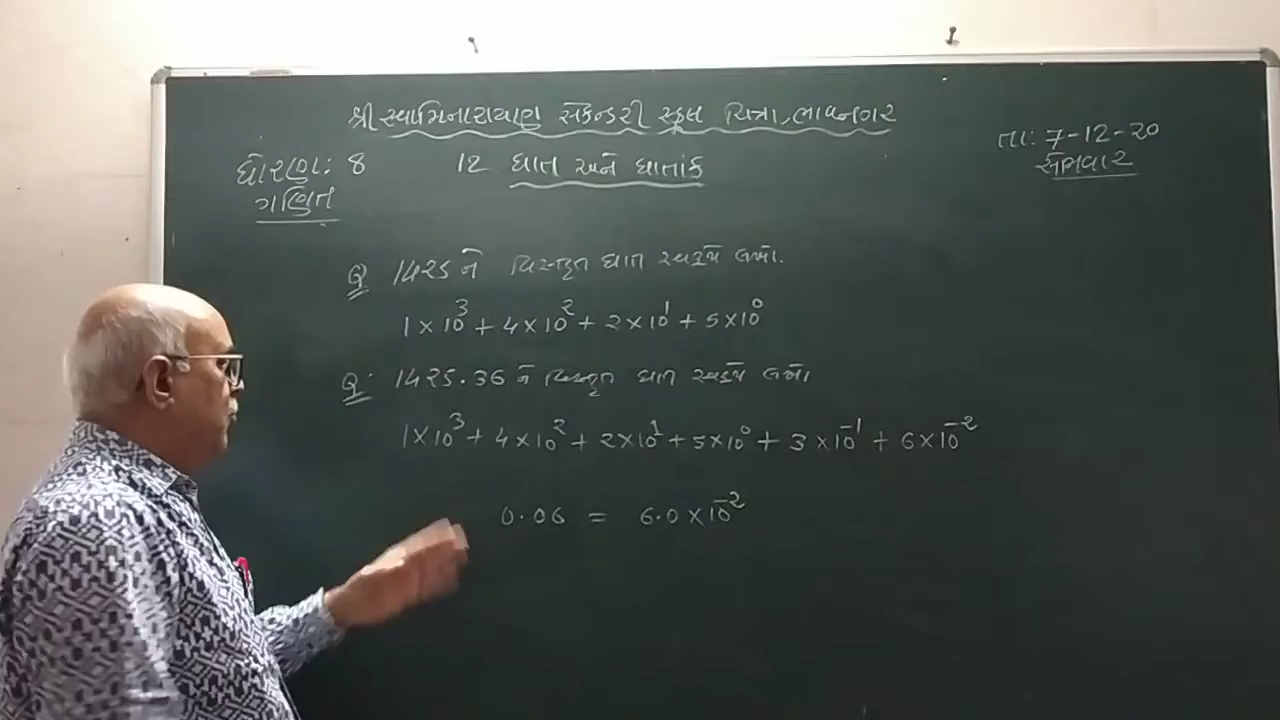 શ્રી સ્વામિનારાયણ સેકન્ડરી સ્કુલ ચિત્રા, ભાવનગર
તા: 7-12-20
સોમવાર
ધોરણ: 8
ગણિત
12 ઘાત અને ઘાતાંક
Q 1425 ને વિસ્તૃત ઘાત સ્વરૂપે લખો.
1 × 10³ + 4 × 10² + 2 × 10¹ + 5 × 10⁰
Q: 1425.36 ને વિસ્તૃત ઘાત સ્વરૂપે લખો
1 × 10³ + 4 × 10² + 2 × 10¹ + 5 × 10⁰ + 3 × 10⁻¹ + 6 × 10⁻²
0.06 = 6.0 × 10⁻²